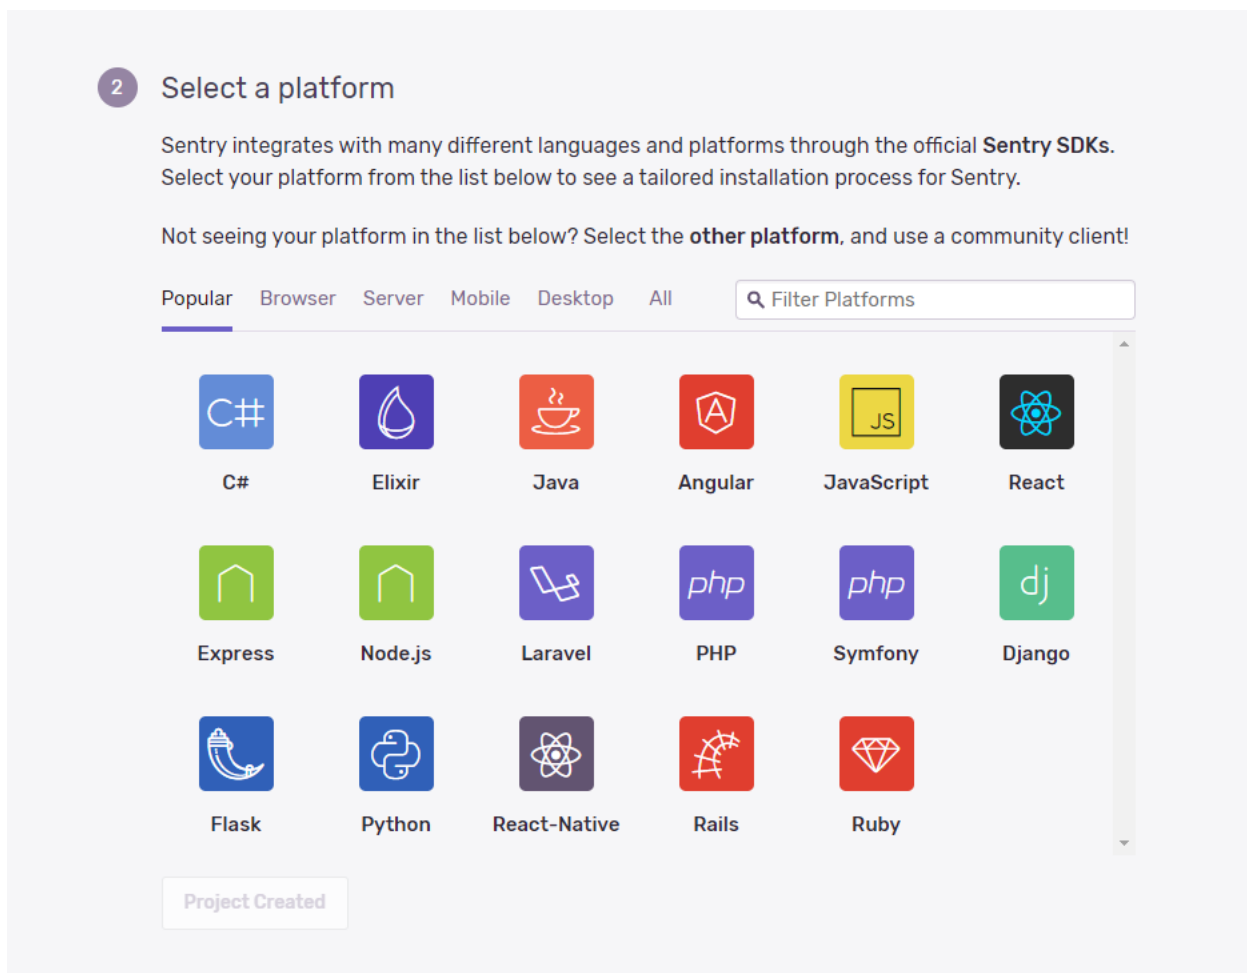 2 Select a platform
Sentry integrates with many different languages and platforms through the official Sentry SDKs.
Select your platform from the list below to see a tailored installation process for Sentry.
Not seeing your platform in the list below? Select the other platform, and use a community client!
Popular Browser Server Mobile Desktop All Filter Platforms
C# JS
C# Elixir Java Angular JavaScript React
php php dj
Express Node.js Laravel PHP Symfony Django
Flask Python React-Native Rails Ruby
Project Created